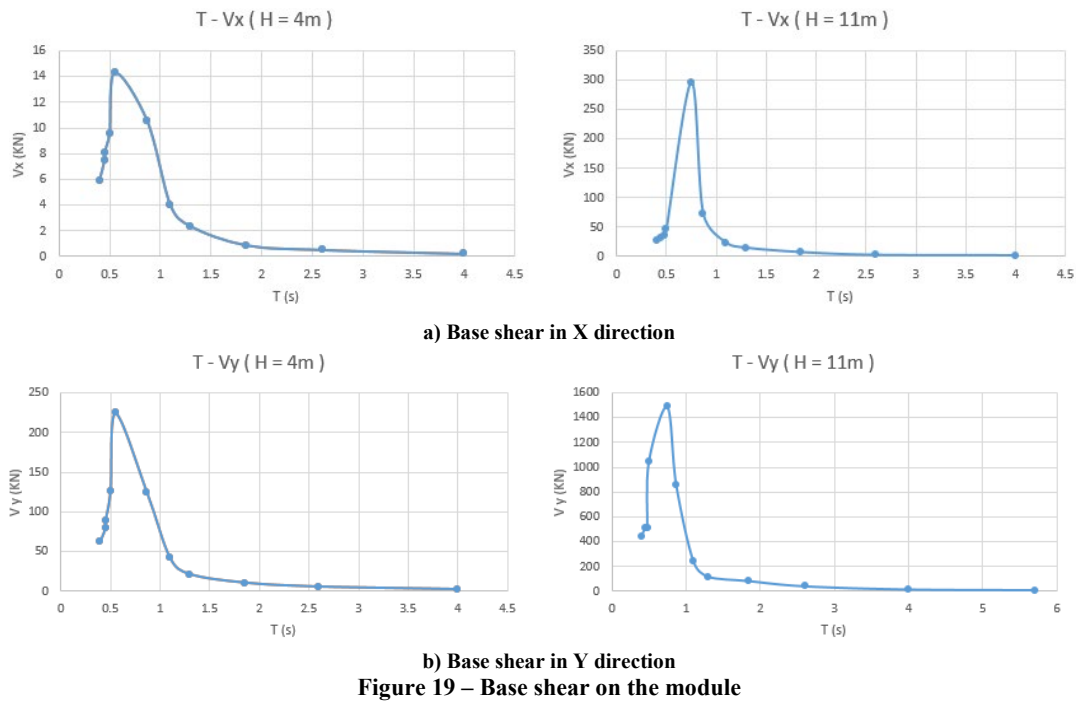 T - Vx ( H = 4m )
16
14
12
10
8
6
4
2
0
Vx (KN)
0 0.5 1 1.5 2 2.5 3 3.5 4 4.5
T (s)
T - Vx ( H = 11m )
350
300
250
200
150
100
50
0
Vx (KN)
0 0.5 1 1.5 2 2.5 3 3.5 4 4.5
T (s)
a) Base shear in X direction
T - Vy ( H = 4m )
250
200
150
100
50
0
V y (KN)
0 0.5 1 1.5 2 2.5 3 3.5 4 4.5
T (s)
T - Vy ( H = 11m )
1600
1400
1200
1000
800
600
400
200
0
V y (KN)
0 1 2 3 4 5 6
T (s)
b) Base shear in Y direction
Figure 19 – Base shear on the module